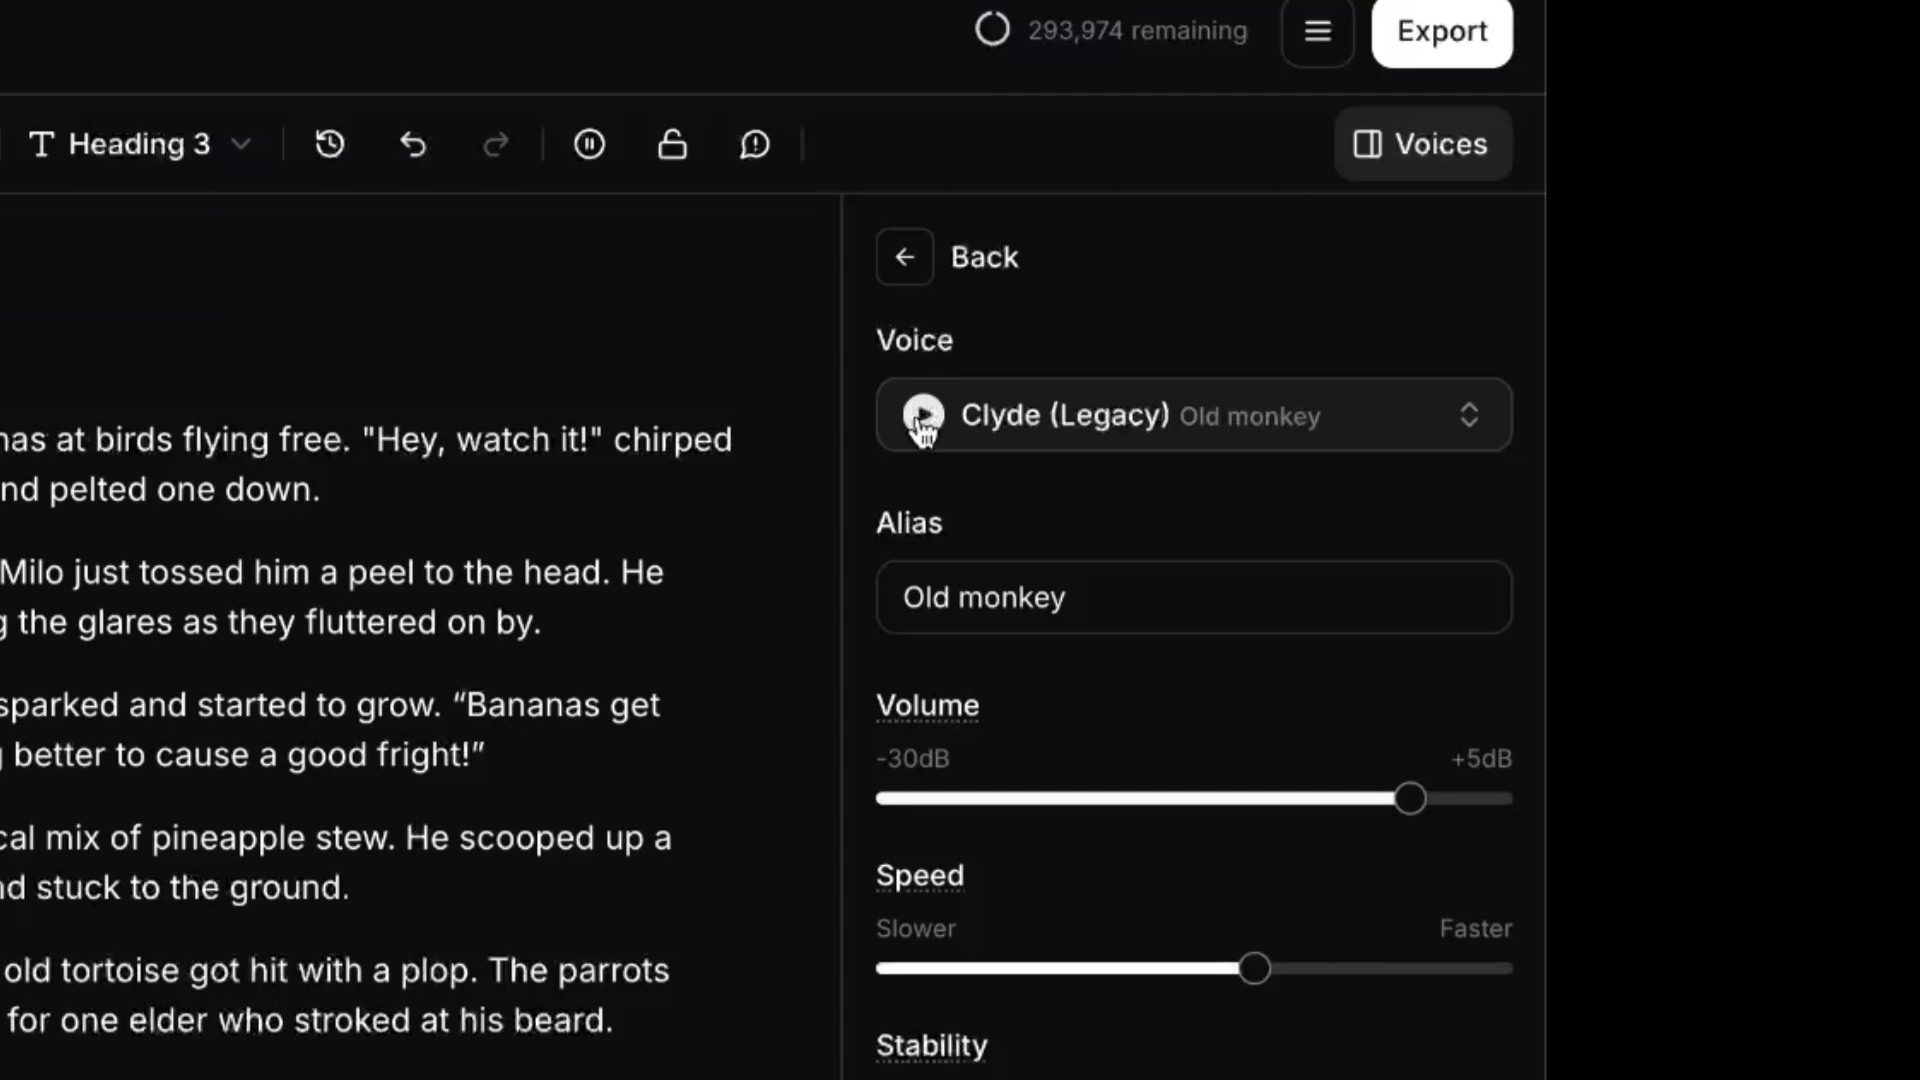 293,974 remaining
Export
Heading 3
Voices
Back
Voice
Clyde (Legacy) Old monkey
Alias
Old monkey
Volume
-30dB +5dB
Speed
Slower Faster
Stability
at birds flying free. "Hey, watch it!" chirped
pelted one down.
Milo just tossed him a peel to the head. He
the glares as they fluttered on by.
sparked and started to grow. “Bananas get
better to cause a good fright!”
mix of pineapple stew. He scooped up a
stuck to the ground.
old tortoise got hit with a plop. The parrots
for one elder who stroked at his beard.